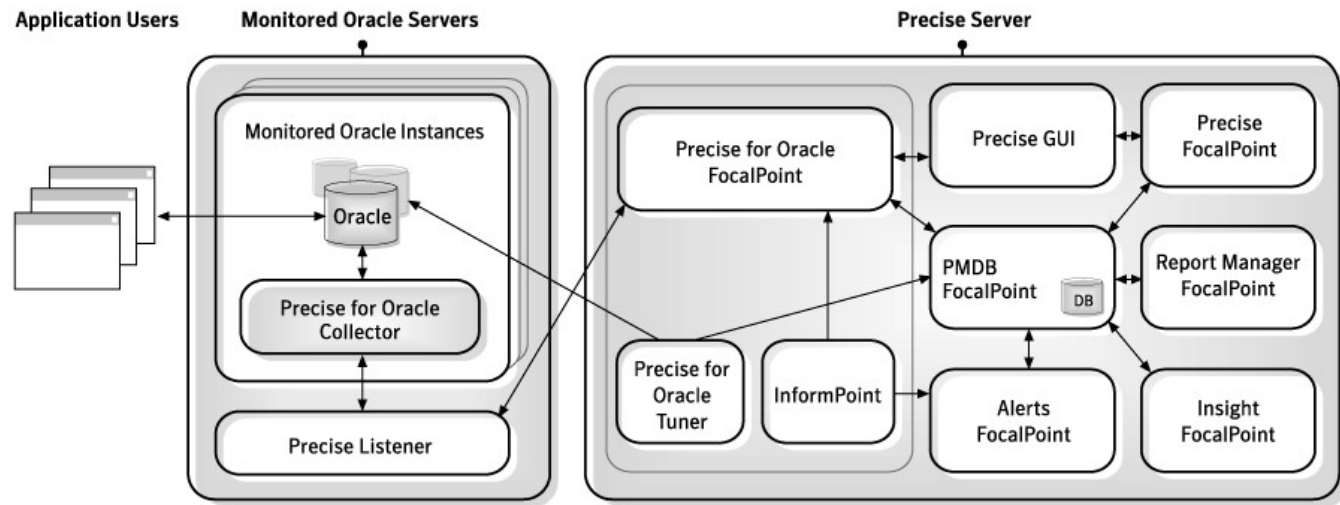 Application Users
Monitored Oracle Servers
Precise Server
Monitored Oracle Instances
Oracle
Precise for Oracle
Collector
Precise Listener
Precise for Oracle
FocalPoint
Precise GUI
Precise
FocalPoint
PMDB
FocalPoint
DB
Report Manager
FocalPoint
Precise for
Oracle
Tuner
InformPoint
Alerts
FocalPoint
Insight
FocalPoint